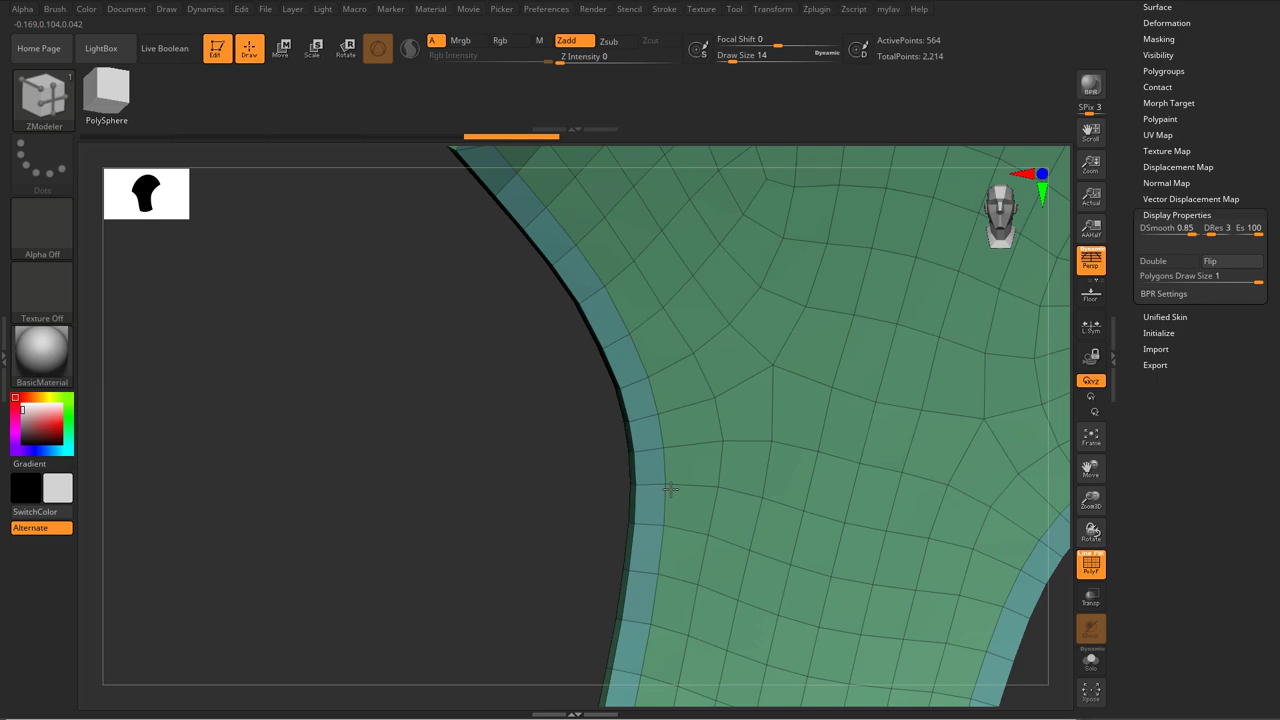 Alpha Brush Color Document Draw Dynamics Edit File Layer Light Macro Marker Material Movie Picker Preferences Render Stencil Stroke Texture Tool Transform Zplugin Zscript myfav Help
-0.169,0.104,0.042
Home Page LightBox Live Boolean Edit Draw Move Scale Rotate A Mrgb Rgb M Zadd Zsub Zcut Focal Shift 0 ActivePoints: 564
Rgb Intensity Z Intensity 0 S Draw Size 14 Dynamic D TotalPoints: 2,214
1
ZModeler
PolySphere
Dots
Alpha Off
Texture Off
BasicMaterial
Gradient
SwitchColor
Alternate
BPR
SPix 3
Scroll
Zoom
Actual
AAHalf
Dynamic
Persp
Floor
L.Sym
XYZ
Frame
Move
Zoom3D
Rotate
Line Fill
PolyF
Transp
Dynamic
Solo
Xpose
Surface
Deformation
Masking
Visibility
Polygroups
Contact
Morph Target
Polypaint
UV Map
Texture Map
Displacement Map
Normal Map
Vector Displacement Map
Display Properties
DSmooth 0.85 DRes 3 Es 100
Double Flip
Polygons Draw Size 1
BPR Settings
Unified Skin
Initialize
Import
Export